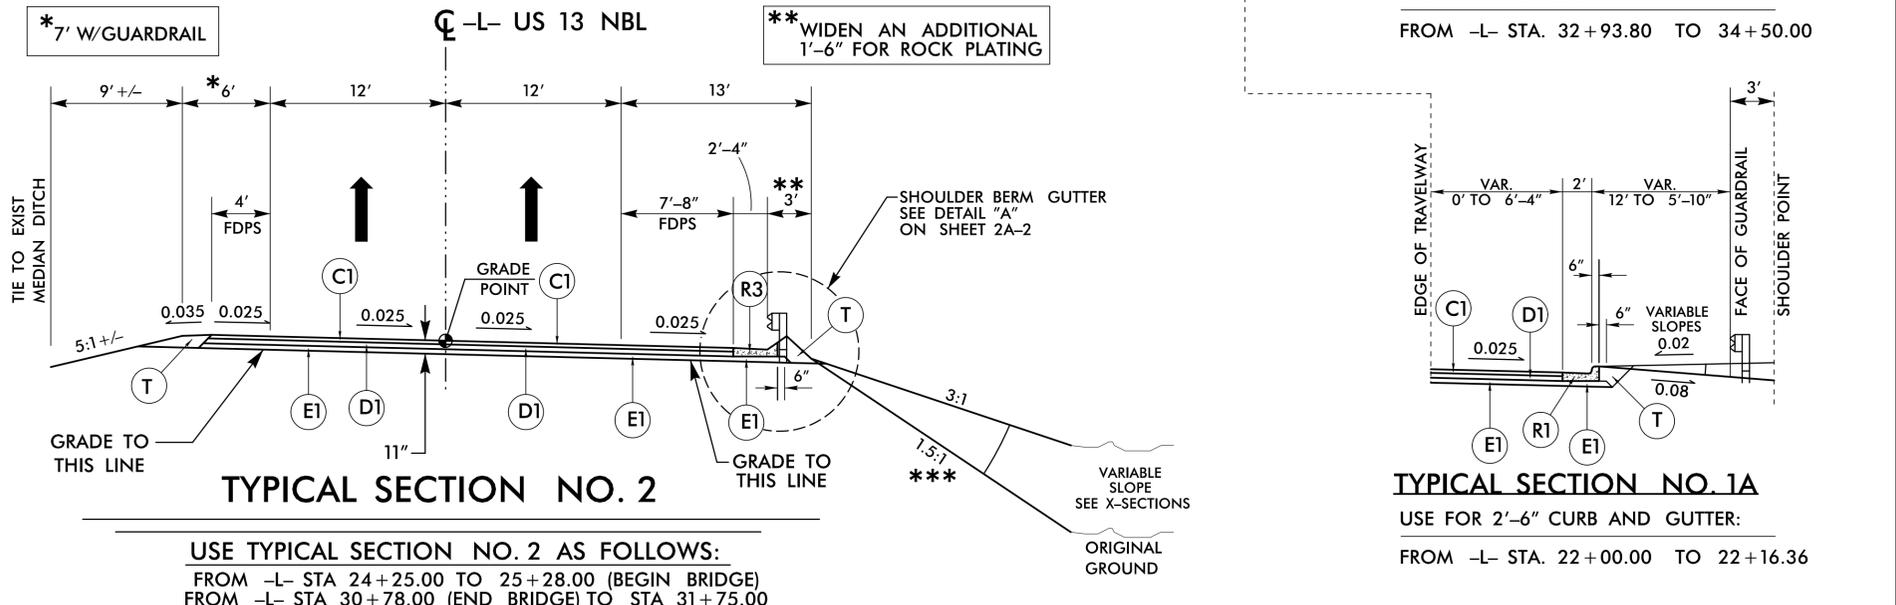 *7' W/GUARDRAIL
℄ –L– US 13 NBL
**WIDEN AN ADDITIONAL
1'–6" FOR ROCK PLATING
9' +/–
*6'
12'
12'
13'
2'–4"
**
3'
4'
FDPS
7'–8"
FDPS
SHOULDER BERM GUTTER
SEE DETAIL "A"
ON SHEET 2A–2
TIE TO EXIST
MEDIAN DITCH
C1
GRADE
POINT
C1
R3
T
0.035
0.025
0.025
0.025
0.025
5:1+/–
T
E1
D1
D1
E1
E1
6"
3:1
1.5:1
***
GRADE TO
THIS LINE
11"
GRADE TO
THIS LINE
VARIABLE
SLOPE
SEE X–SECTIONS
ORIGINAL
GROUND
TYPICAL SECTION NO. 2
USE TYPICAL SECTION NO. 2 AS FOLLOWS:
FROM –L– STA 24+25.00 TO 25+28.00 (BEGIN BRIDGE)
FROM –L– STA 30+78.00 (END BRIDGE) TO STA 31+75.00
FROM –L– STA. 32+93.80 TO 34+50.00
3'
EDGE OF TRAVELWAY
VAR.
0' TO 6'–4"
2'
VAR.
12' TO 5'–10"
FACE OF GUARDRAIL
SHOULDER POINT
6"
6"
C1
D1
VARIABLE
SLOPES
0.02
0.025
0.08
E1
R1
E1
T
TYPICAL SECTION NO. 1A
USE FOR 2'–6" CURB AND GUTTER:
FROM –L– STA. 22+00.00 TO 22+16.36